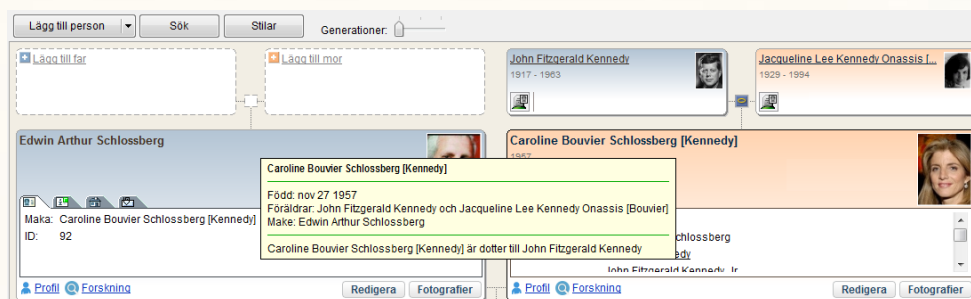 Lägg till person
Sök
Stilar
Generationer:
Lägg till far
Lägg till mor
John Fitzgerald Kennedy
1917 - 1963
Jacqueline Lee Kennedy Onassis [...
1929 - 1994
Edwin Arthur Schlossberg
Caroline Bouvier Schlossberg [Kennedy]
1957
Caroline Bouvier Schlossberg [Kennedy]
Född: nov 27 1957
Föräldrar: John Fitzgerald Kennedy och Jacqueline Lee Kennedy Onassis [Bouvier]
Make: Edwin Arthur Schlossberg
Caroline Bouvier Schlossberg [Kennedy] är dotter till John Fitzgerald Kennedy
Maka: Caroline Bouvier Schlossberg [Kennedy]
ID: 92
chlossberg
edy
John Fitzgerald Kennedy, Jr
Profil
Forskning
Redigera
Fotografier
Profil
Forskning
Redigera
Fotografier